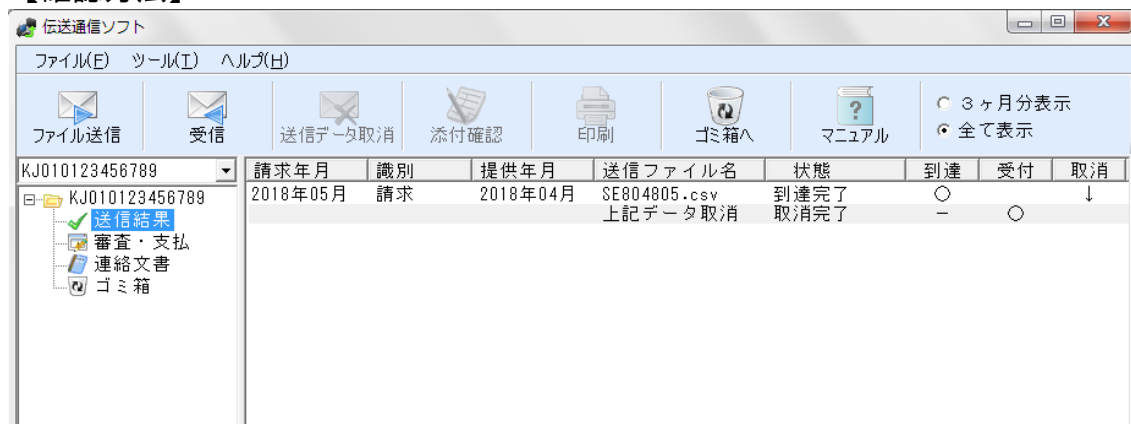 伝送通信ソフト
ファイル(F) ツール(T) ヘルプ(H)
ファイル送信 受信 送信データ取消 添付確認 印刷 ゴミ箱へ マニュアル
3ヶ月分表示
全て表示
KJ010123456789
請求年月 識別 提供年月 送信ファイル名 状態 到達 受付 取消
KJ010123456789
送信結果
審査・支払
連絡文書
ゴミ箱
2018年05月 請求 2018年04月 SE804805.csv 到達完了 ○ ↓
上記データ取消 取消完了 － ○